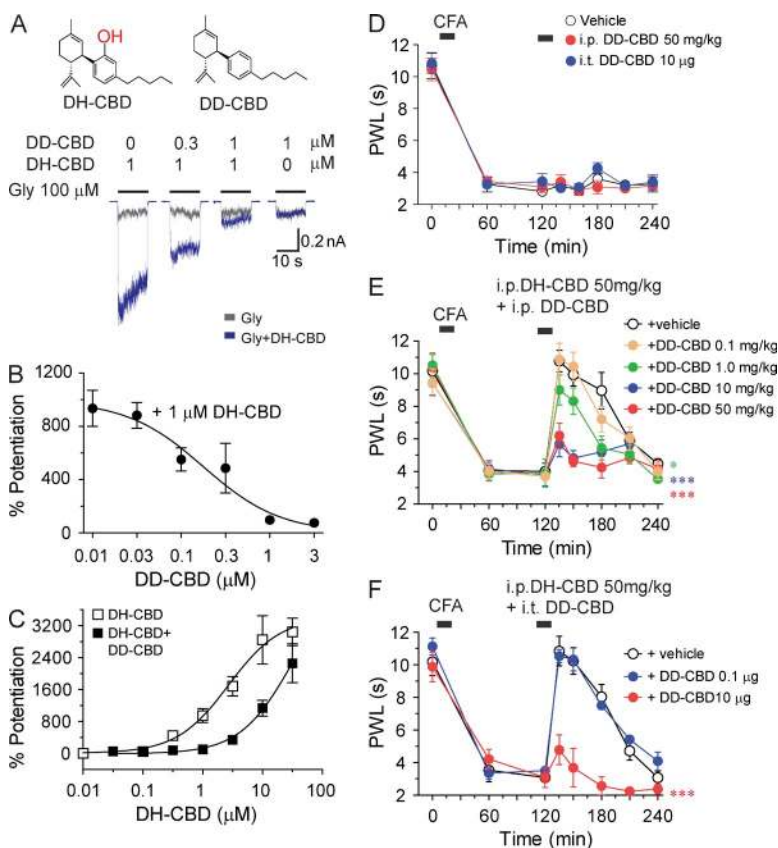 A
OH
DH-CBD
DD-CBD
DD-CBD 0 0.3 1 1 μM
DH-CBD 1 1 1 0 μM
Gly 100 μM
0.2 nA
10 s
Gly
Gly+DH-CBD
B
1200
800
400
0
% Potentiation
+ 1 μM DH-CBD
0.01 0.03 0.1 0.3 1 3
DD-CBD (μM)
C
DH-CBD
DH-CBD+
DD-CBD
3200
2400
1600
800
0
% Potentiation
0.01 0.1 1 10 100
DH-CBD (μM)
D
CFA
Vehicle
i.p. DD-CBD 50 mg/kg
i.t. DD-CBD 10 μg
12
10
8
6
4
2
PWL (s)
0 60 120 180 240
Time (min)
E
i.p.DH-CBD 50mg/kg
+ i.p. DD-CBD
CFA
+vehicle
+DD-CBD 0.1 mg/kg
+DD-CBD 1.0 mg/kg
+DD-CBD 10 mg/kg
+DD-CBD 50 mg/kg
12
10
8
6
4
2
PWL (s)
*
***
***
0 60 120 180 240
Time (min)
F
i.p.DH-CBD 50mg/kg
+ i.t. DD-CBD
CFA
+ vehicle
+ DD-CBD 0.1 μg
+ DD-CBD10 μg
12
10
8
6
4
2
PWL (s)
***
0 60 120 180 240
Time (min)